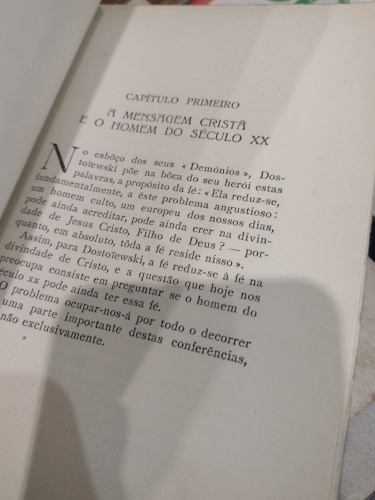 CAPÍTULO PRIMEIRO
A MENSAGEM CRISTÃ
E O HOMEM DO SÉCULO XX
No esbôço dos seus «Demónios», Dos-
toïewski põe na bôca do seu herói estas
palavras, a propósito da fé: «Ela reduz-se,
fundamentalmente, a êste problema angustioso:
um homem culto, um europeu dos nossos dias,
pode ainda acreditar, pode ainda crer na divin-
dade de Jesus Cristo, Filho de Deus? — por-
quanto, em absoluto, tôda a fé reside nisso».
Assim, para Dostoïewski, a fé reduz-se à fé na
divindade de Cristo, e a questão que hoje nos
preocupa consiste em preguntar se o homem do
século xx pode ainda ter essa fé.
O problema ocupar-nos-á por todo o decorrer
uma parte importante destas conferências,
não exclusivamente.